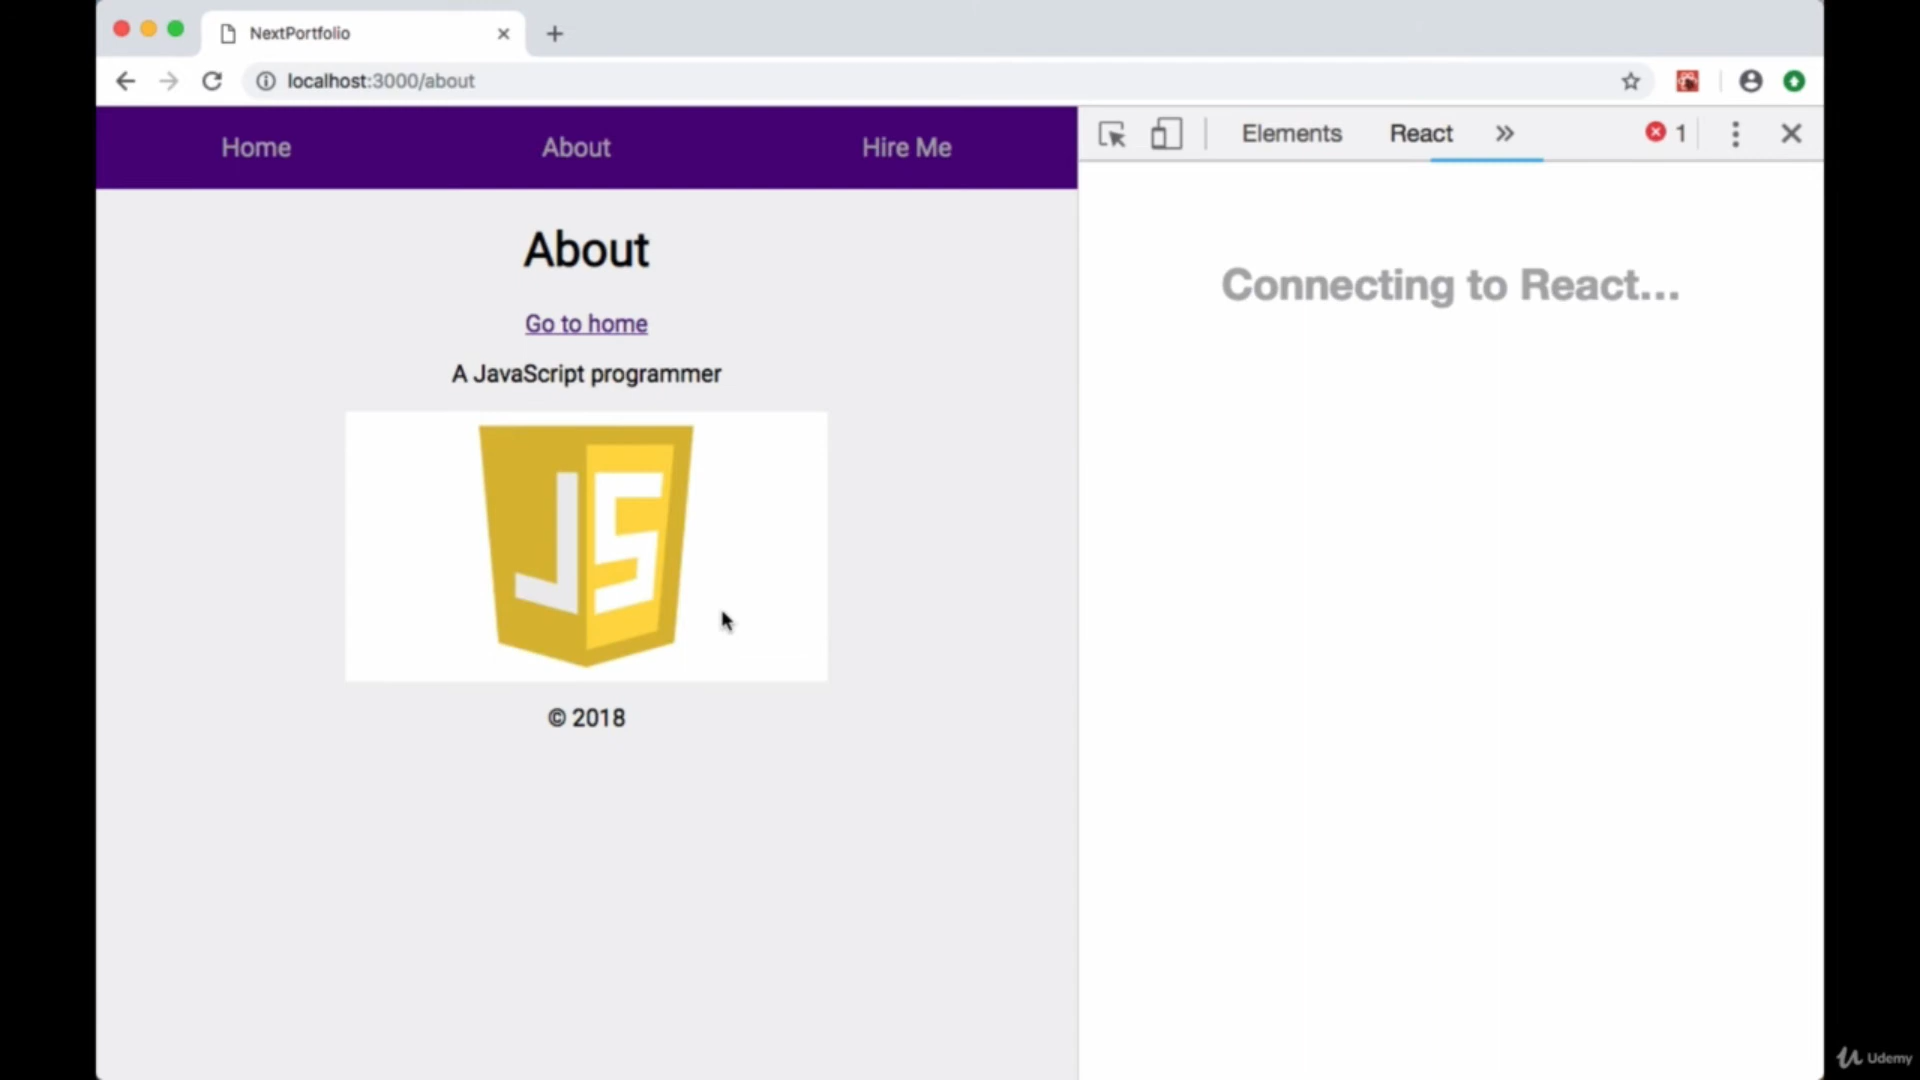 NextPortfolio
localhost:3000/about
Home About Hire Me
Elements React 1
About
Connecting to React...
Go to home
A JavaScript programmer
JS
© 2018
Udemy